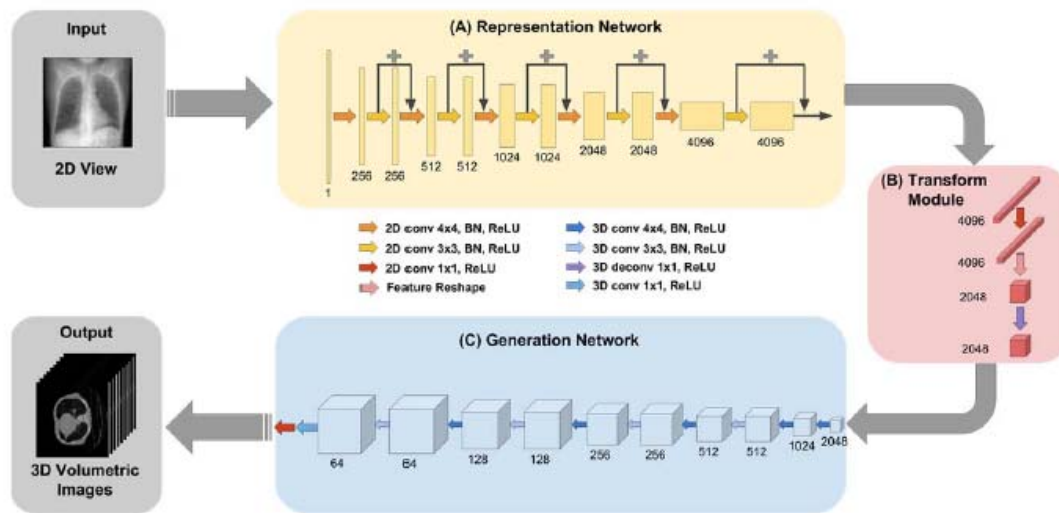 Input
2D View
(A) Representation Network
1
256
256
512
512
1024
1024
2048
2048
4096
4096
(B) Transform
Module
4096
4096
2048
2048
2D conv 4x4, BN, ReLU
2D conv 3x3, BN, ReLU
2D conv 1x1, ReLU
Feature Reshape
3D conv 4x4, BN, ReLU
3D conv 3x3, BN, ReLU
3D deconv 1x1, ReLU
3D conv 1x1, ReLU
Output
3D Volumetric
Images
(C) Generation Network
64
64
128
128
256
256
512
512
1024
2048